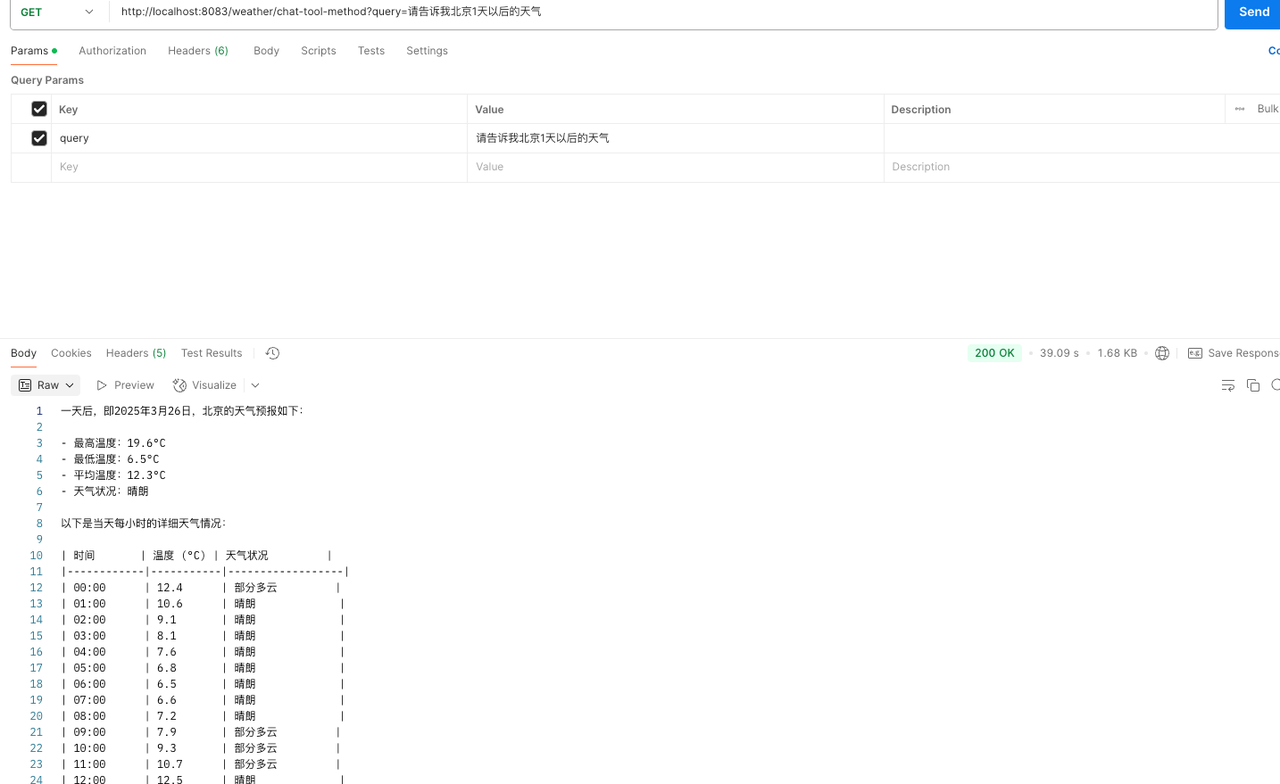 GET http://localhost:8083/weather/chat-tool-method?query=请告诉我北京1天以后的天气 Send
Params Authorization Headers (6) Body Scripts Tests Settings
Query Params
Key Value Description Bulk
query 请告诉我北京1天以后的天气
Key Value Description
Body Cookies Headers (5) Test Results 200 OK 39.09 s 1.68 KB Save Respons
Raw Preview Visualize
1 一天后，即2025年3月26日，北京的天气预报如下：
2
3 - 最高温度：19.6°C
4 - 最低温度：6.5°C
5 - 平均温度：12.3°C
6 - 天气状况：晴朗
7
8 以下是当天每小时的详细天气情况：
9
10 | 时间 | 温度 (°C) | 天气状况 |
11 |------------|-----------|------------------|
12 | 00:00 | 12.4 | 部分多云 |
13 | 01:00 | 10.6 | 晴朗 |
14 | 02:00 | 9.1 | 晴朗 |
15 | 03:00 | 8.1 | 晴朗 |
16 | 04:00 | 7.6 | 晴朗 |
17 | 05:00 | 6.8 | 晴朗 |
18 | 06:00 | 6.5 | 晴朗 |
19 | 07:00 | 6.6 | 晴朗 |
20 | 08:00 | 7.2 | 晴朗 |
21 | 09:00 | 7.9 | 部分多云 |
22 | 10:00 | 9.3 | 部分多云 |
23 | 11:00 | 10.7 | 部分多云 |
24 | 12:00 | 12.5 | 晴朗 |